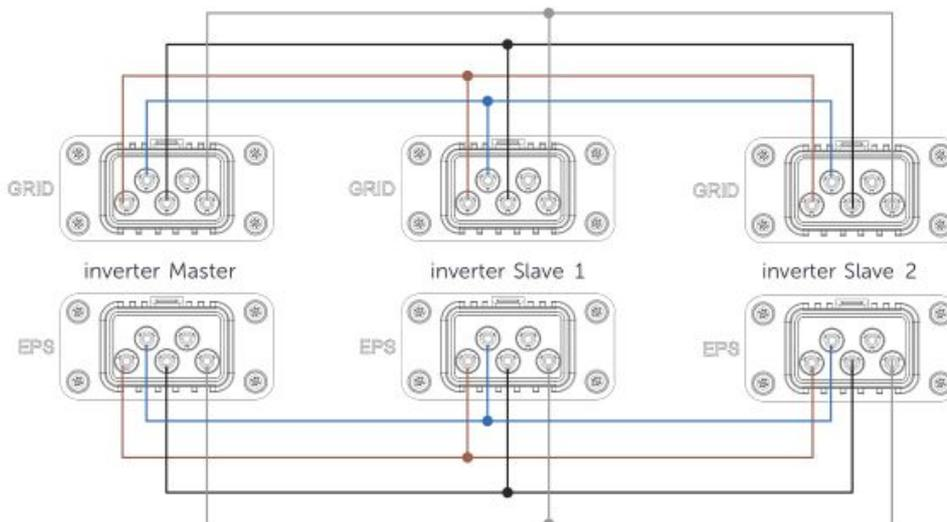 GRID GRID GRID
inverter Master inverter Slave 1 inverter Slave 2
EPS EPS EPS